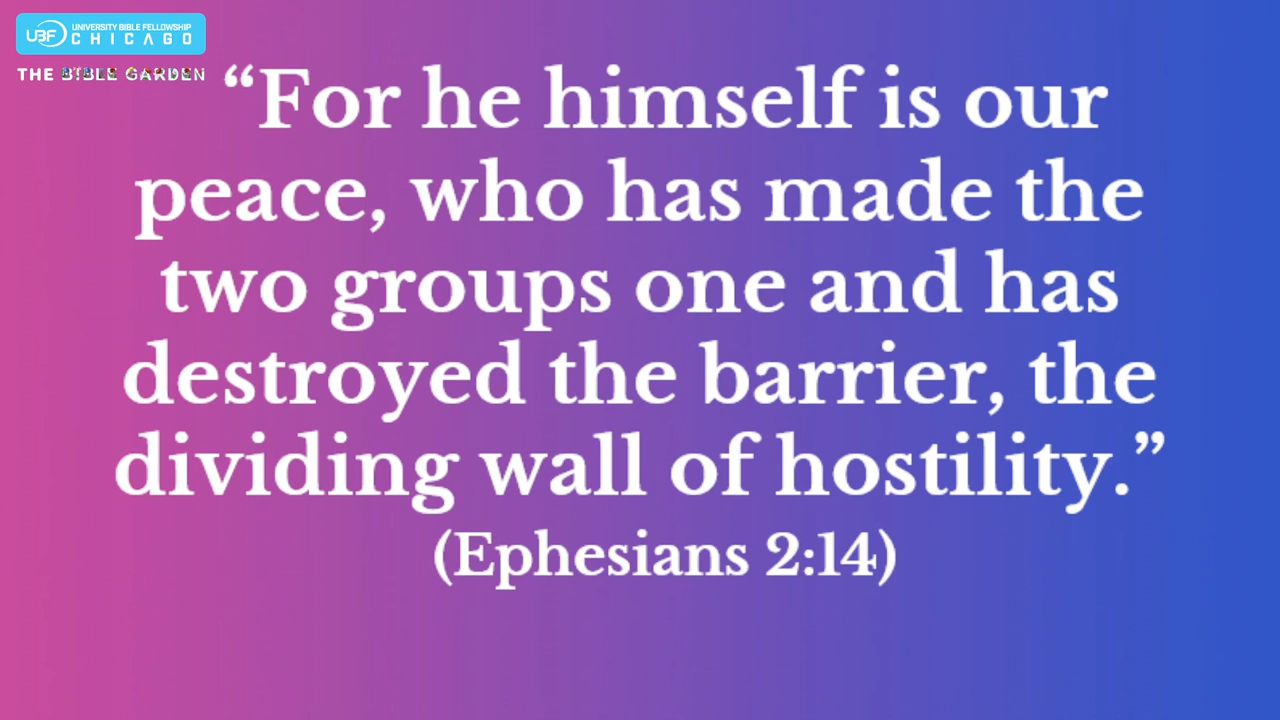 UBF UNIVERSITY BIBLE FELLOWSHIP
CHICAGO
THE BIBLE GARDEN
“For he himself is our
peace, who has made the
two groups one and has
destroyed the barrier, the
dividing wall of hostility.”
(Ephesians 2:14)